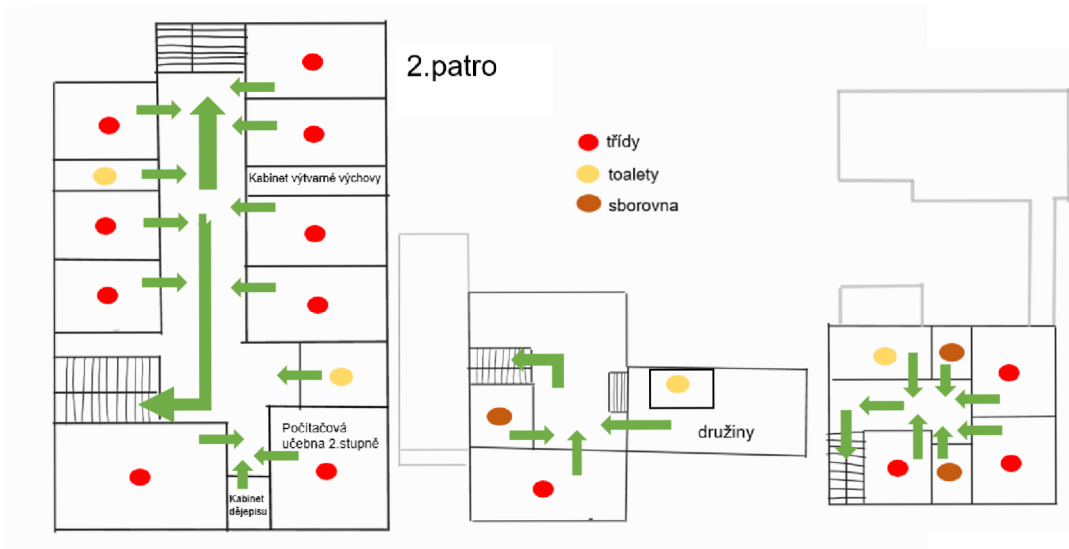 2.patro
třídy
toalety
sborovna
Kabinet výtvarné výchovy
Počítačová
učebna 2.stupně
Kabinet
dějepisu
družiny